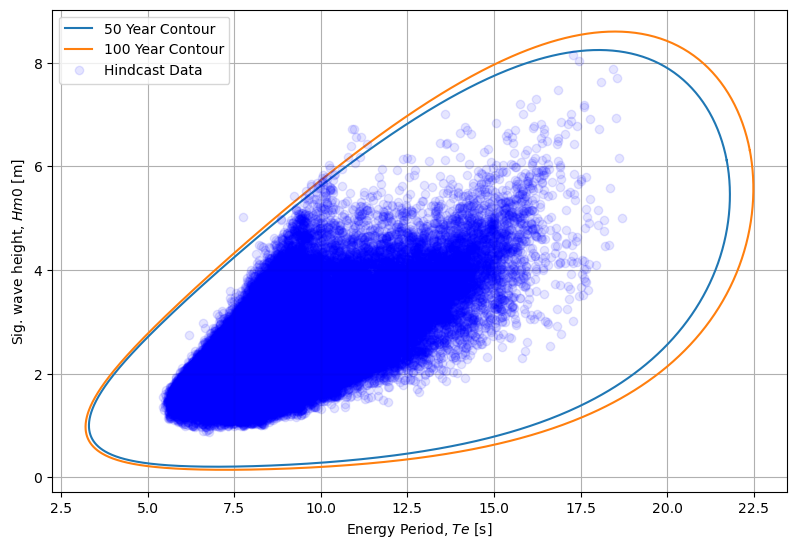 50 Year Contour
100 Year Contour
Hindcast Data
8
6
4
2
0
Sig. wave height, Hm0 [m]
2.5 5.0 7.5 10.0 12.5 15.0 17.5 20.0 22.5
Energy Period, Te [s]